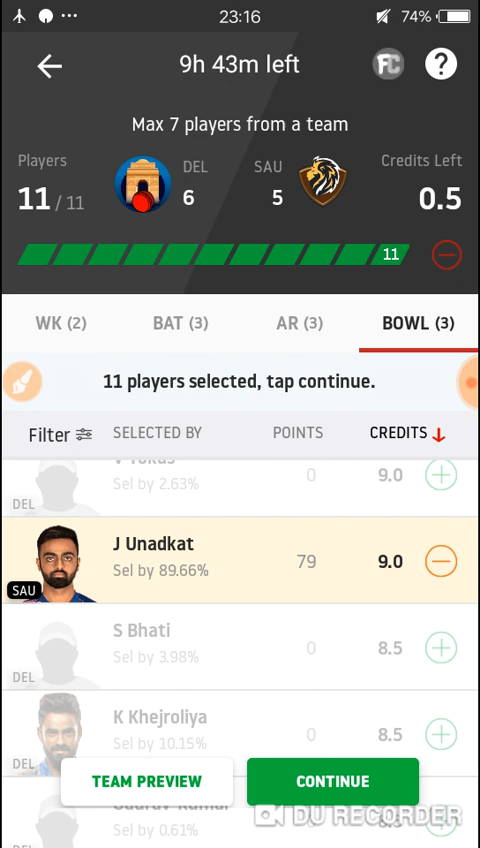 23:16
74%
9h 43m left
FC
?
Max 7 players from a team
Players
DEL
SAU
Credits Left
11 / 11
6
5
0.5
11
WK (2)
BAT (3)
AR (3)
BOWL (3)
11 players selected, tap continue.
Filter
SELECTED BY
POINTS
CREDITS
Sel by 2.63%
0
9.0
DEL
J Unadkat
Sel by 89.66%
79
9.0
SAU
S Bhati
Sel by 3.98%
0
8.5
DEL
K Khejroliya
Sel by 10.15%
0
8.5
DEL
TEAM PREVIEW
CONTINUE
Gaurav Kumar
Sel by 0.61%
DU RECORDER
DEL